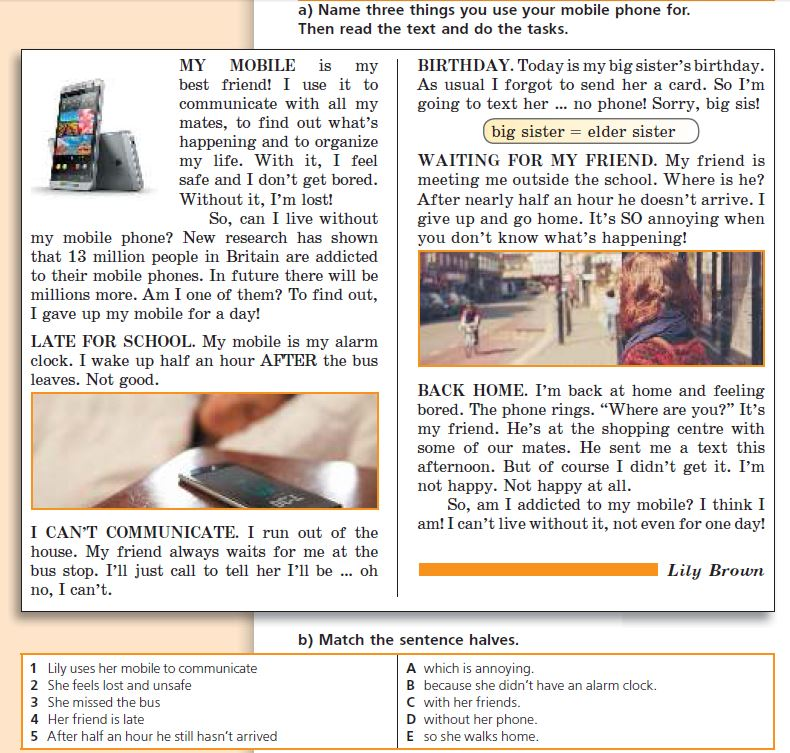 a) Name three things you use your mobile phone for.
Then read the text and do the tasks.
MY MOBILE is my
best friend! I use it to
communicate with all my
mates, to find out what's
happening and to organize
my life. With it, I feel
safe and I don't get bored.
Without it, I'm lost!
So, can I live without
my mobile phone? New research has shown
that 13 million people in Britain are addicted
to their mobile phones. In future there will be
millions more. Am I one of them? To find out,
I gave up my mobile for a day!
LATE FOR SCHOOL. My mobile is my alarm
clock. I wake up half an hour AFTER the bus
leaves. Not good.
I CAN'T COMMUNICATE. I run out of the
house. My friend always waits for me at the
bus stop. I'll just call to tell her I'll be ... oh
no, I can't.
BIRTHDAY. Today is my big sister's birthday.
As usual I forgot to send her a card. So I'm
going to text her ... no phone! Sorry, big sis!
big sister = elder sister
WAITING FOR MY FRIEND. My friend is
meeting me outside the school. Where is he?
After nearly half an hour he doesn't arrive. I
give up and go home. It's SO annoying when
you don't know what's happening!
BACK HOME. I'm back at home and feeling
bored. The phone rings. “Where are you?” It's
my friend. He's at the shopping centre with
some of our mates. He sent me a text this
afternoon. But of course I didn't get it. I'm
not happy. Not happy at all.
So, am I addicted to my mobile? I think I
am! I can't live without it, not even for one day!
Lily Brown
b) Match the sentence halves.
1 Lily uses her mobile to communicate
2 She feels lost and unsafe
3 She missed the bus
4 Her friend is late
5 After half an hour he still hasn't arrived
A which is annoying.
B because she didn't have an alarm clock.
C with her friends.
D without her phone.
E so she walks home.